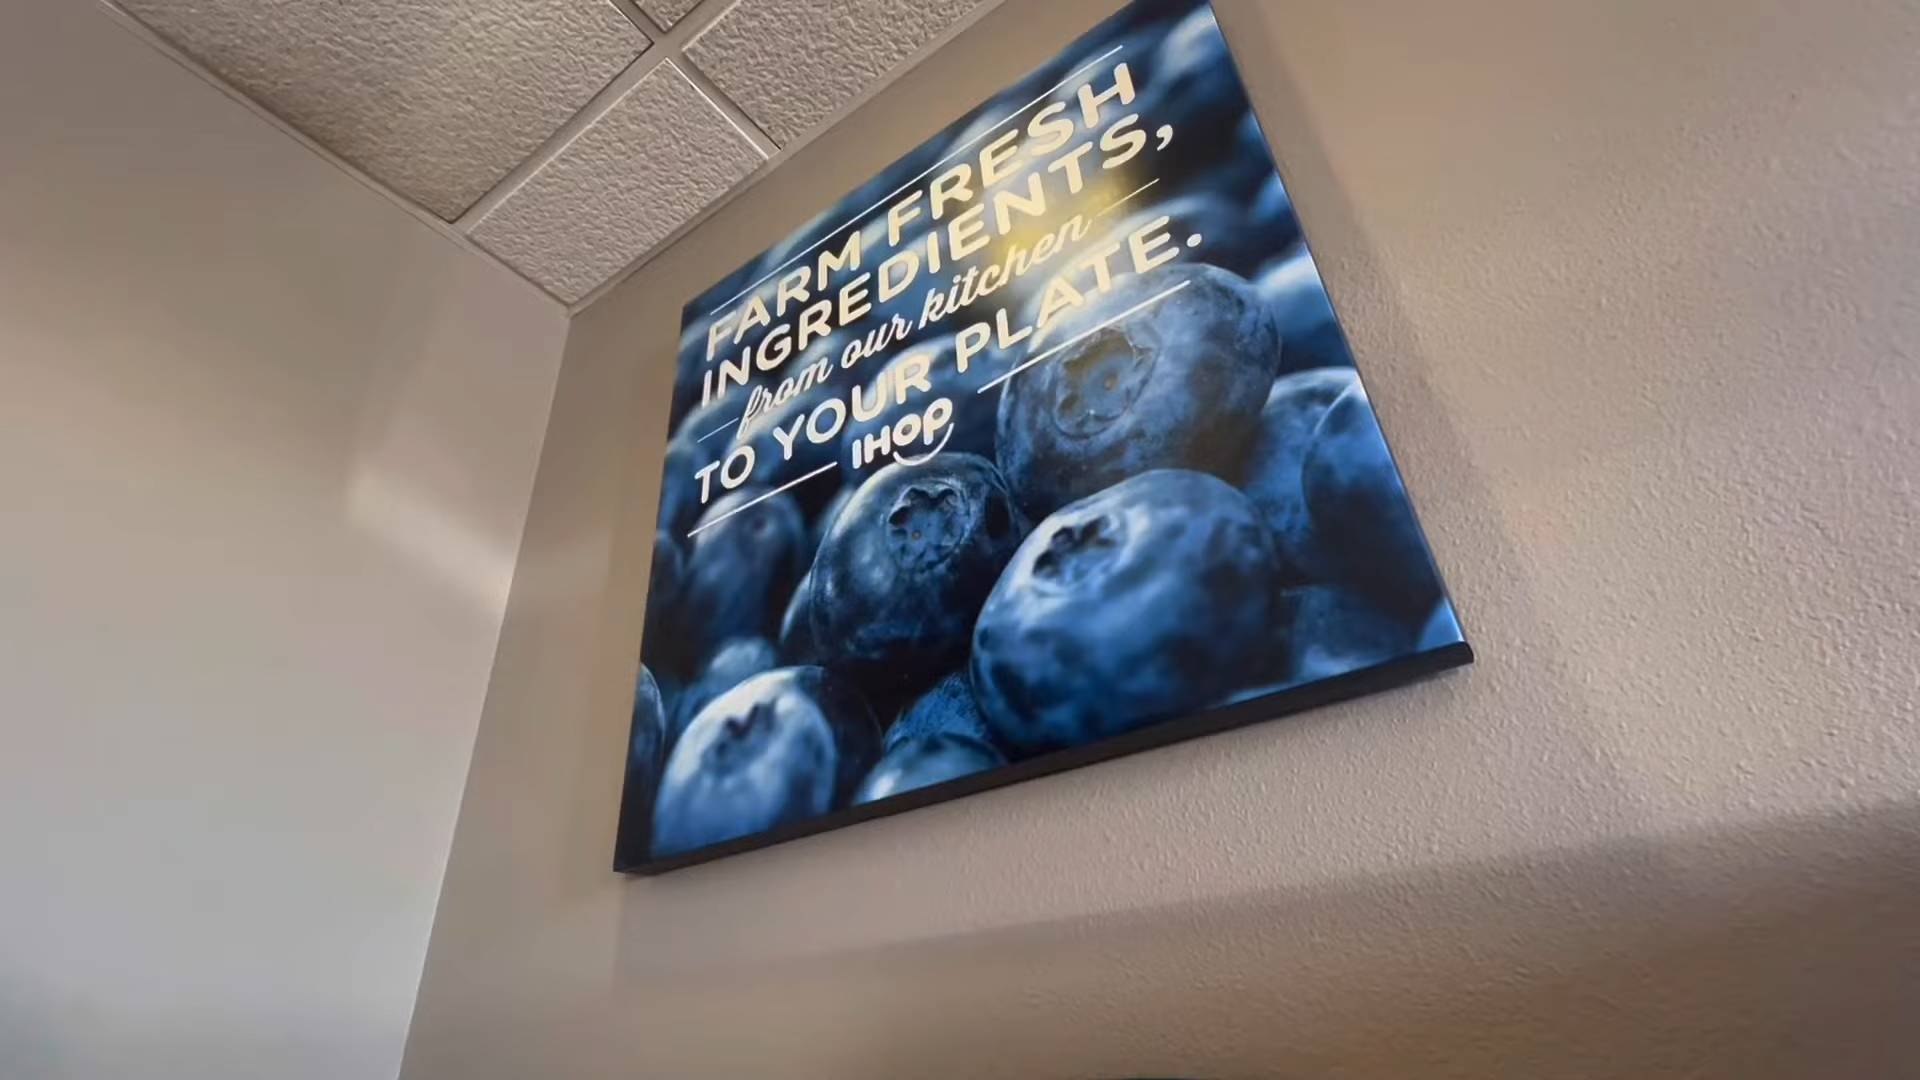 FARM FRESH
INGREDIENTS,
from our kitchen
TO YOUR PLATE.
IHOP